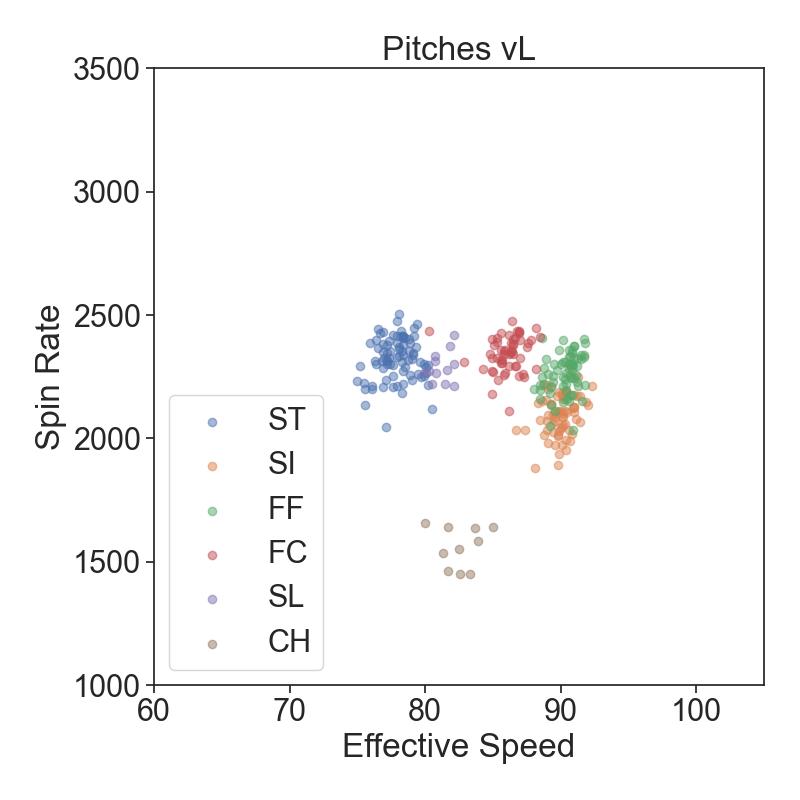 Pitches vL
3500
3000
2500
2000
1500
1000
Spin Rate
ST
SI
FF
FC
SL
CH
60 70 80 90 100
Effective Speed